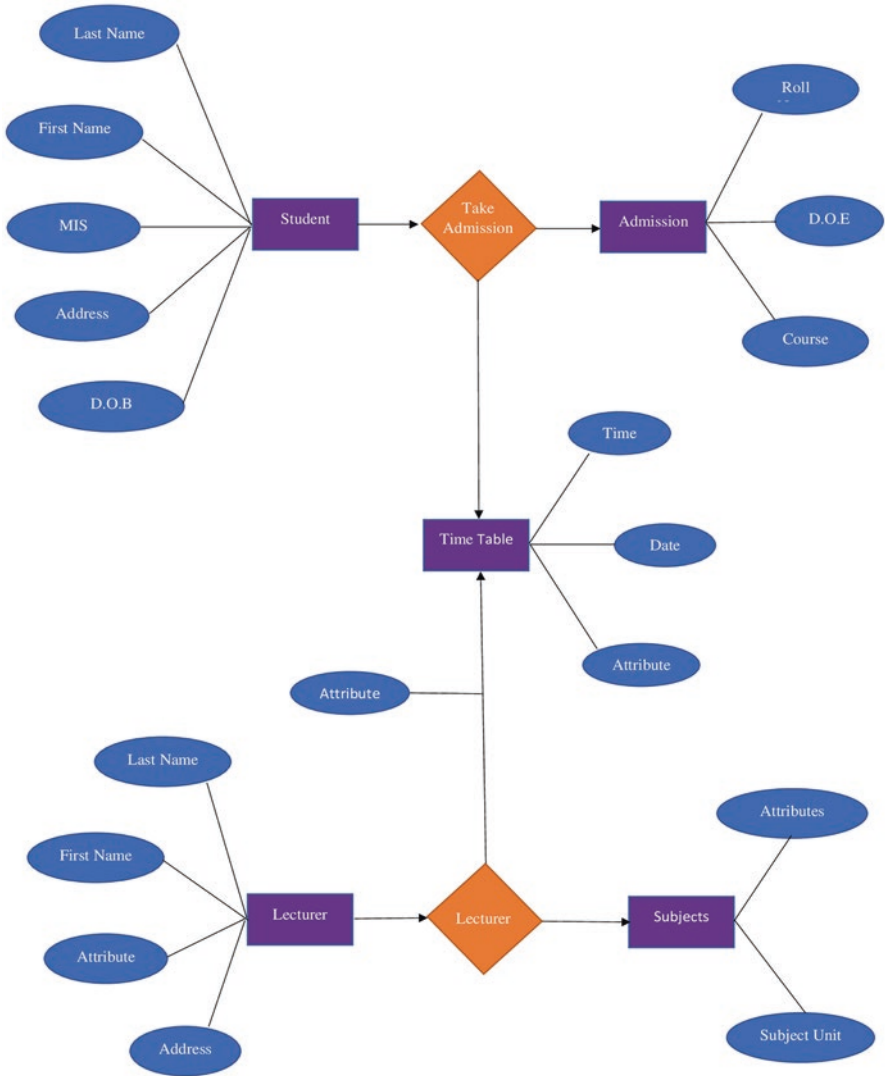 Last Name
Roll
First Name
Student
Take
Admission
Admission
MIS
D.O.E
Address
Course
D.O.B
Time
Time Table
Date
Attribute
Attribute
Last Name
Attributes
First Name
Lecturer
Lecturer
Subjects
Attribute
Address
Subject Unit